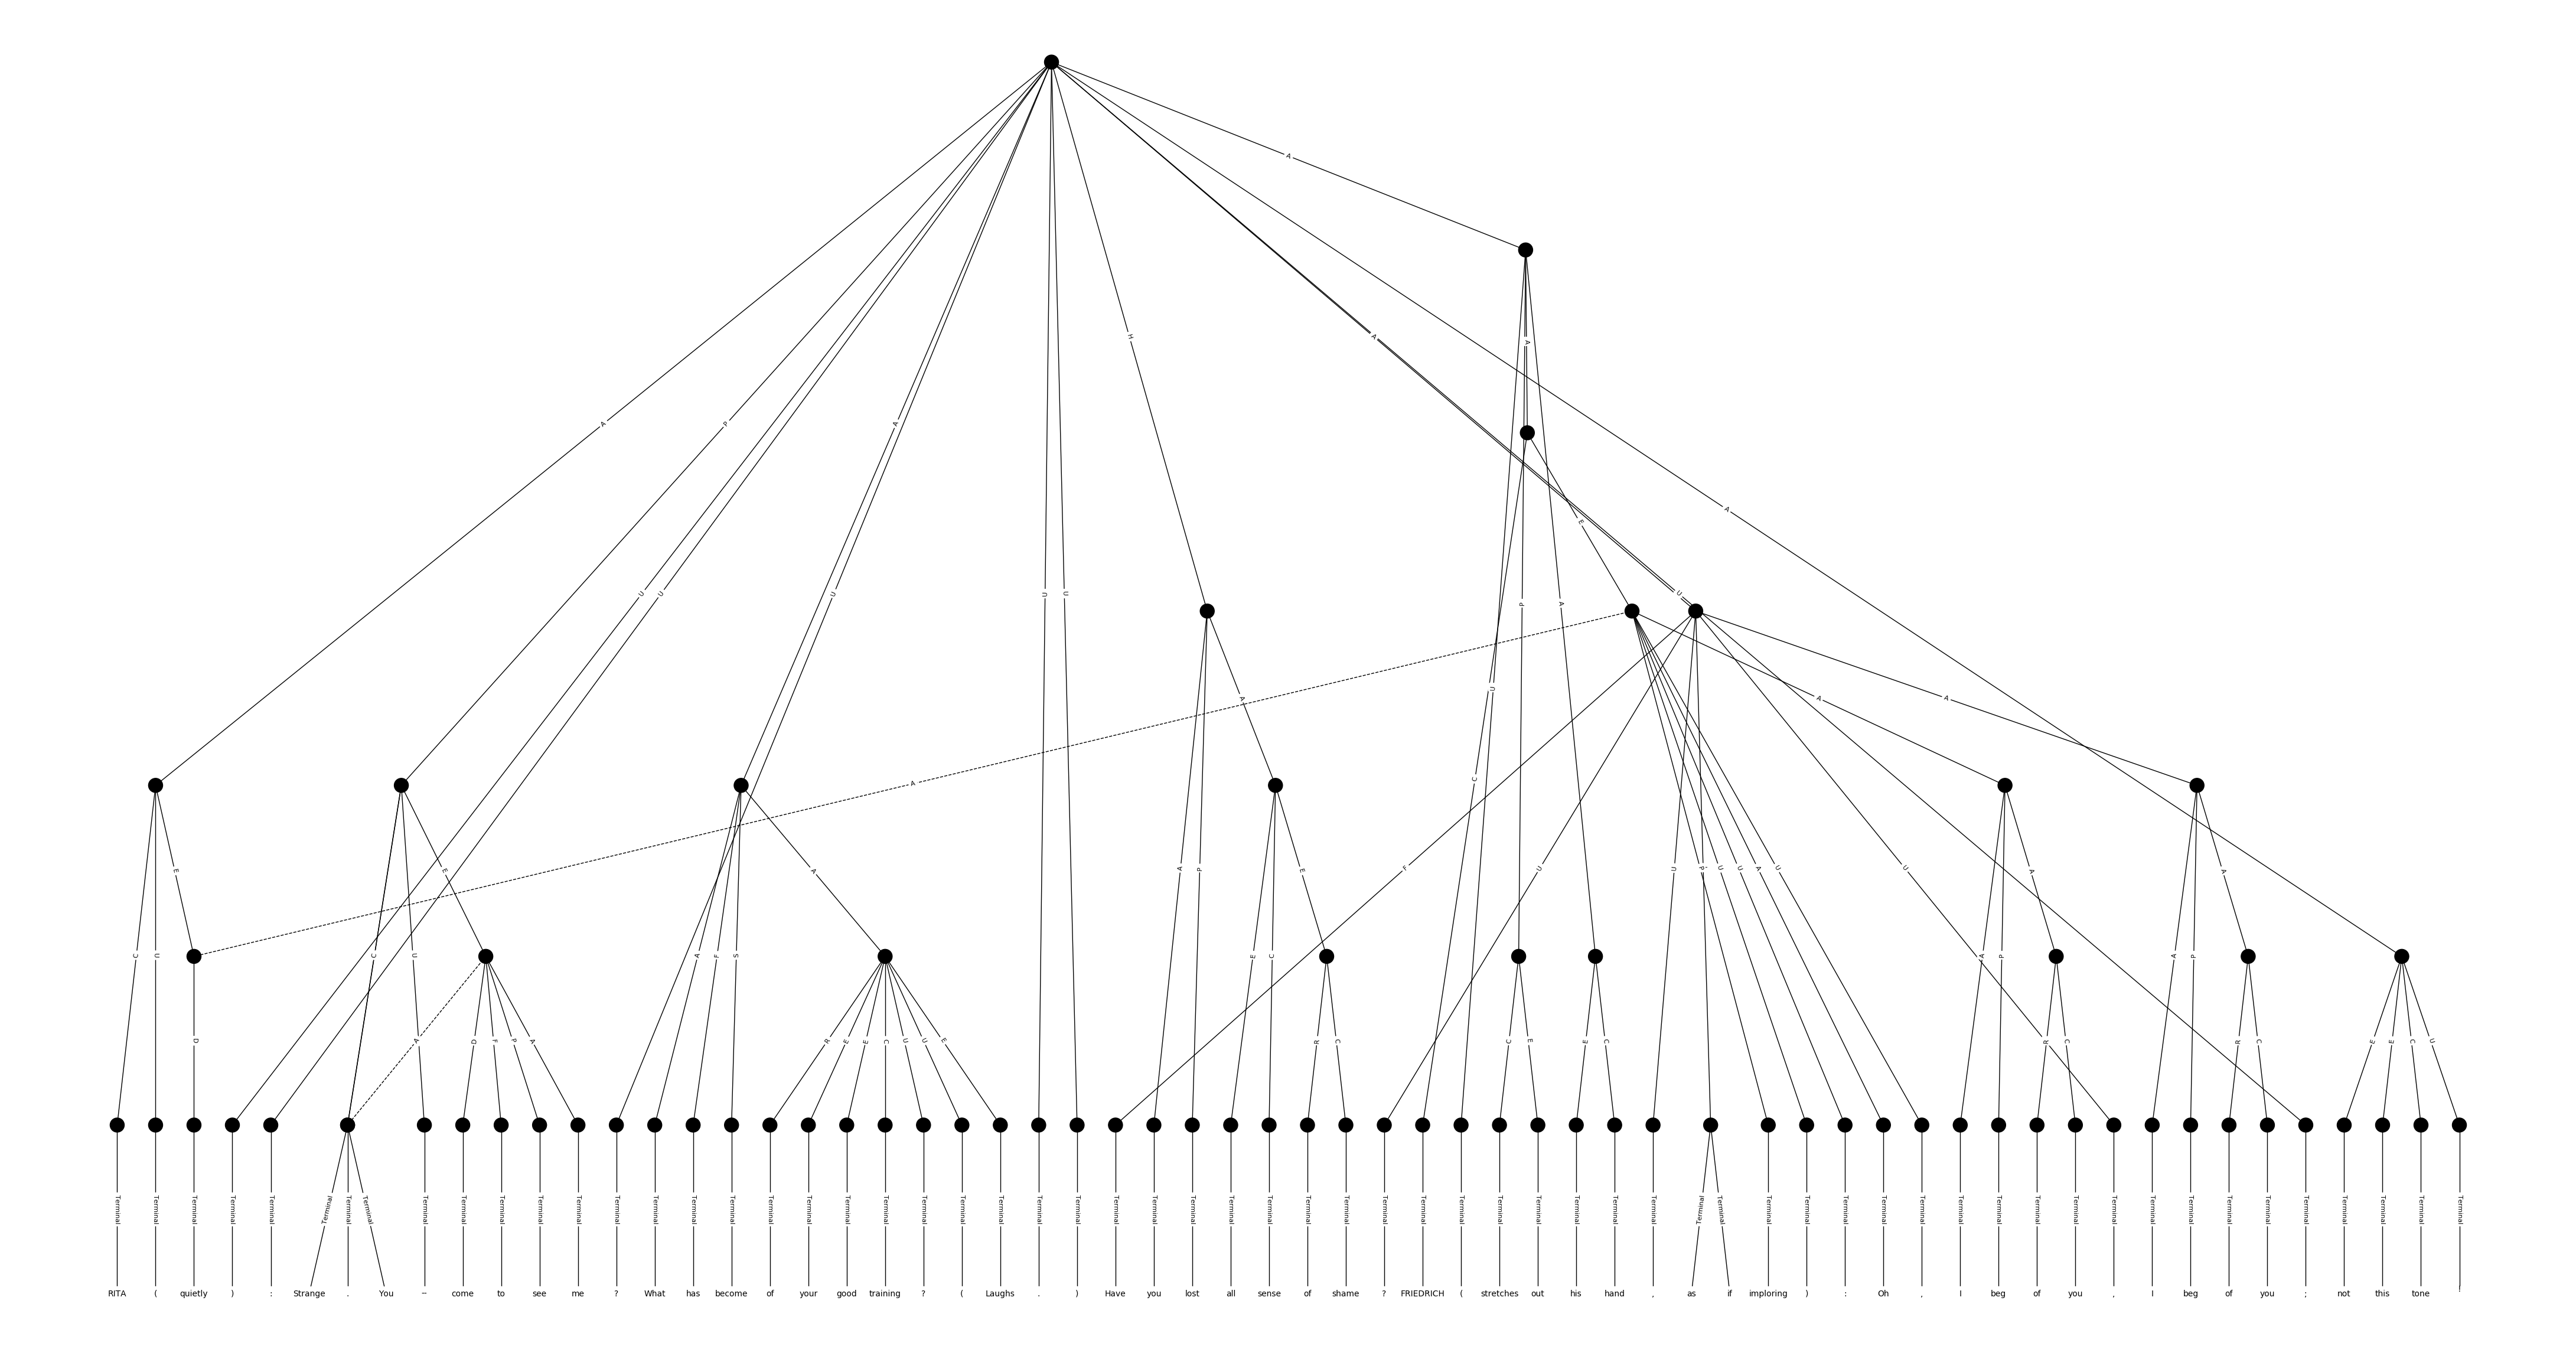 A
A
H
A
A
P
A
A
E
A
U
U
U
U
U
U
P
A
A
U
A
A
A
C
A
E
E
A
A
P
E
F
U
U
P
U
U
A
U
U
A
A
C
U
C
U
A
F
S
E
C
A
P
A
P
D
A
D
F
P
A
R
E
E
C
U
U
E
R
C
C
E
E
C
R
C
R
C
E
E
C
U
Terminal Terminal Terminal Terminal Terminal Terminal Terminal Terminal Terminal Terminal Terminal Terminal Terminal Terminal Terminal Terminal Terminal Terminal Terminal Terminal Terminal Terminal Terminal Terminal Terminal Terminal Terminal Terminal Terminal Terminal Terminal Terminal Terminal Terminal Terminal Terminal Terminal Terminal Terminal Terminal Terminal Terminal Terminal Terminal Terminal Terminal Terminal Terminal Terminal Terminal Terminal Terminal Terminal Terminal Terminal Terminal Terminal Terminal Terminal Terminal Terminal Terminal
RITA ( quietly ) : Strange . You -- come to see me ? What has become of your good training ? ( Laughs . ) Have you lost all sense of shame ? FRIEDRICH ( stretches out his hand , as if imploring ) : Oh , I beg of you , I beg of you ; not this tone !